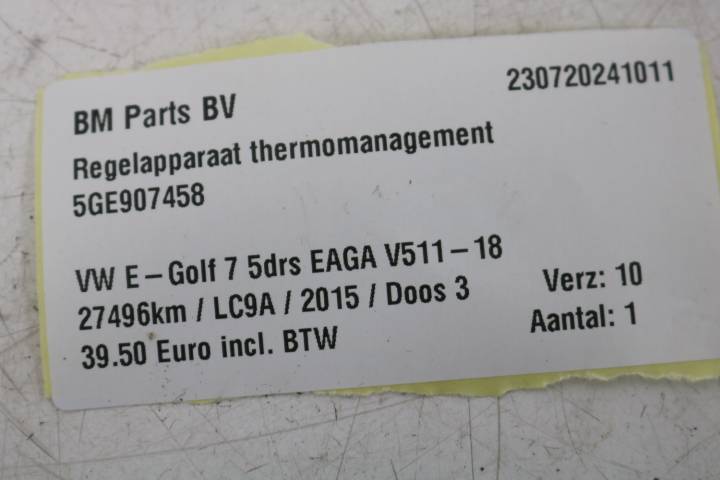 BM Parts BV
230720241011
Regelapparaat thermomanagement
5GE907458
VW E-Golf 7 5drs EAGA V511-18
27496km / LC9A / 2015 / Doos 3
39.50 Euro incl. BTW
Verz: 10
Aantal: 1